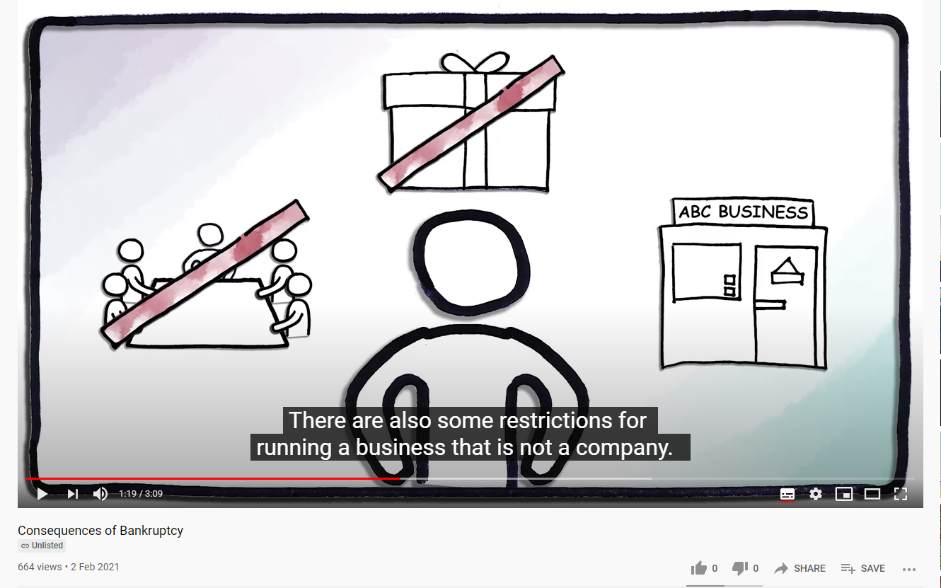 ABC BUSINESS
There are also some restrictions for
running a business that is not a company.
1:19 / 3:09
Consequences of Bankruptcy
Unlisted
664 views • 2 Feb 2021
0
0
SHARE
SAVE